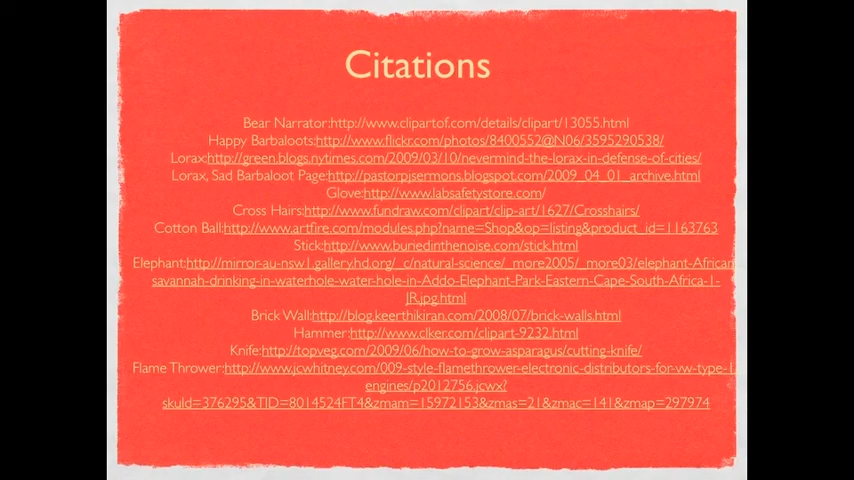 Citations
Bear Narrator:http://www.clipartof.com/details/clipart/13055.html
Happy Barbaloots:http://www.flickr.com/photos/8400552@N06/3595290538/
Lorax:http://green.blogs.nytimes.com/2009/03/10/nevermind-the-lorax-in-defense-of-cities/
Lorax, Sad Barbaloot Page:http://pastorpjsermons.blogspot.com/2009_04_01_archive.html
Glove:http://www.labsafetystore.com/
Cross Hairs:http://www.fundraw.com/clipart/clip-art/1627/Crosshairs/
Cotton Ball:http://www.artfire.com/modules.php?name=Shop&op=listing&product_id=1163763
Stick:http://www.buriedinthenoise.com/stick.html
Elephant:http://mirror-au-nsw1.gallery.hd.org/_c/natural-science/_more2005/_more03/elephant-African-
savannah-drinking-in-waterhole-water-hole-in-Addo-Elephant-Park-Eastern-Cape-South-Africa-1-
JR.jpg.html
Brick Wall:http://blog.keerthikiran.com/2008/07/brick-walls.html
Hammer:http://www.clker.com/clipart-9232.html
Knife:http://topveg.com/2009/06/how-to-grow-asparagus/cutting-knife/
Flame Thrower:http://www.jcwhitney.com/009-style-flamethrower-electronic-distributors-for-vw-type-1/
engines/p2012756.jcwx?
skuId=376295&TID=8014524FT4&zmam=15972153&zmas=21&zmac=141&zmap=297974